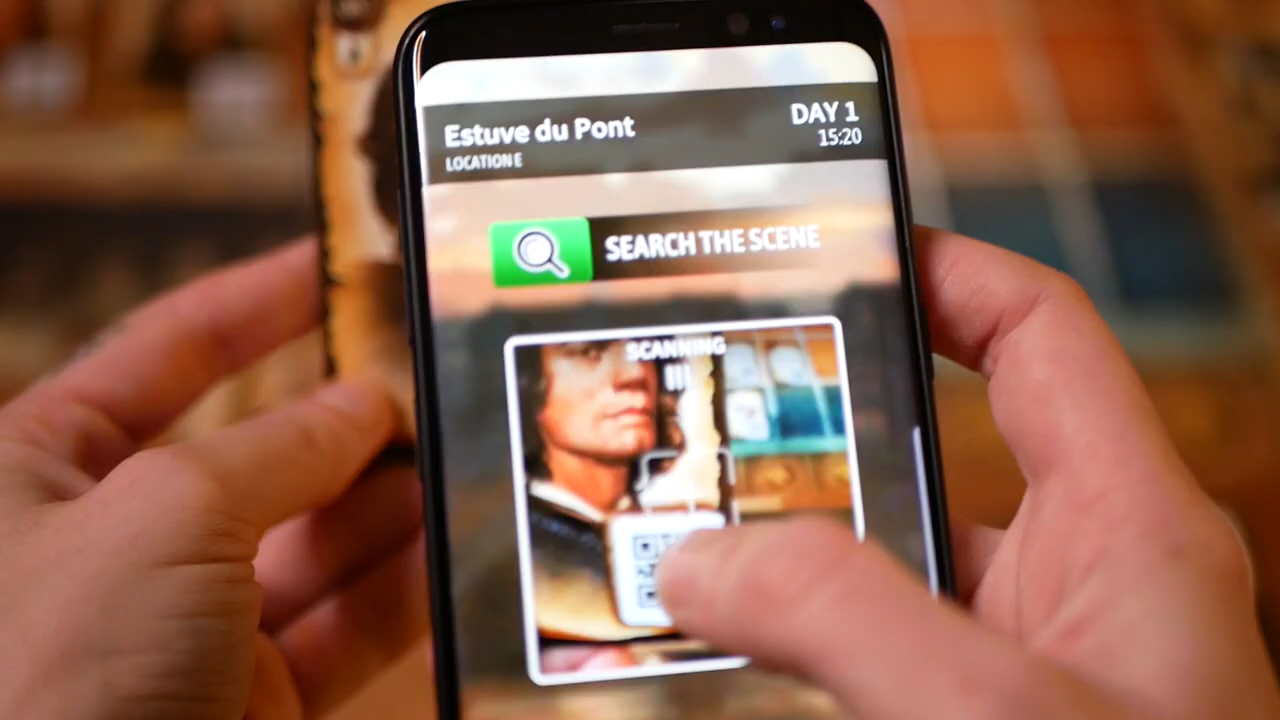 Estuve du Pont
LOCATION E
DAY 1
15:20
SEARCH THE SCENE
SCANNING